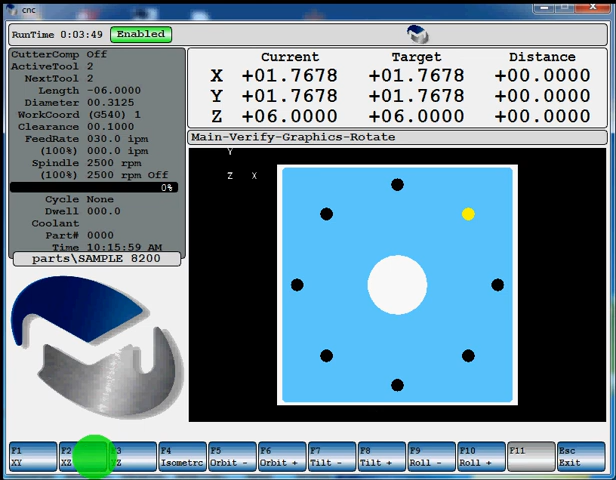 cnc
RunTime 0:03:49 Enabled
CutterComp Off
ActiveTool 2
NextTool 2
Length -06.0000
Diameter 00.3125
WorkCoord (G540) 1
Clearance 00.1000
FeedRate 030.0 ipm
(100%) 000.0 ipm
Spindle 2500 rpm
(100%) 2500 rpm Off
0%
Cycle None
Dwell 000.0
Coolant
Part# 0000
Time 10:15:59 AM
parts\SAMPLE 8200
Current Target Distance
X +01.7678 +01.7678 +00.0000
Y +01.7678 +01.7678 +00.0000
Z +06.0000 +06.0000 +00.0000
Main-Verify-Graphics-Rotate
Y
Z X
F1 F2 F3 F4 F5 F6 F7 F8 F9 F10 F11 Esc
XY XZ YZ Isometrc Orbit - Orbit + Tilt - Tilt + Roll - Roll + Exit